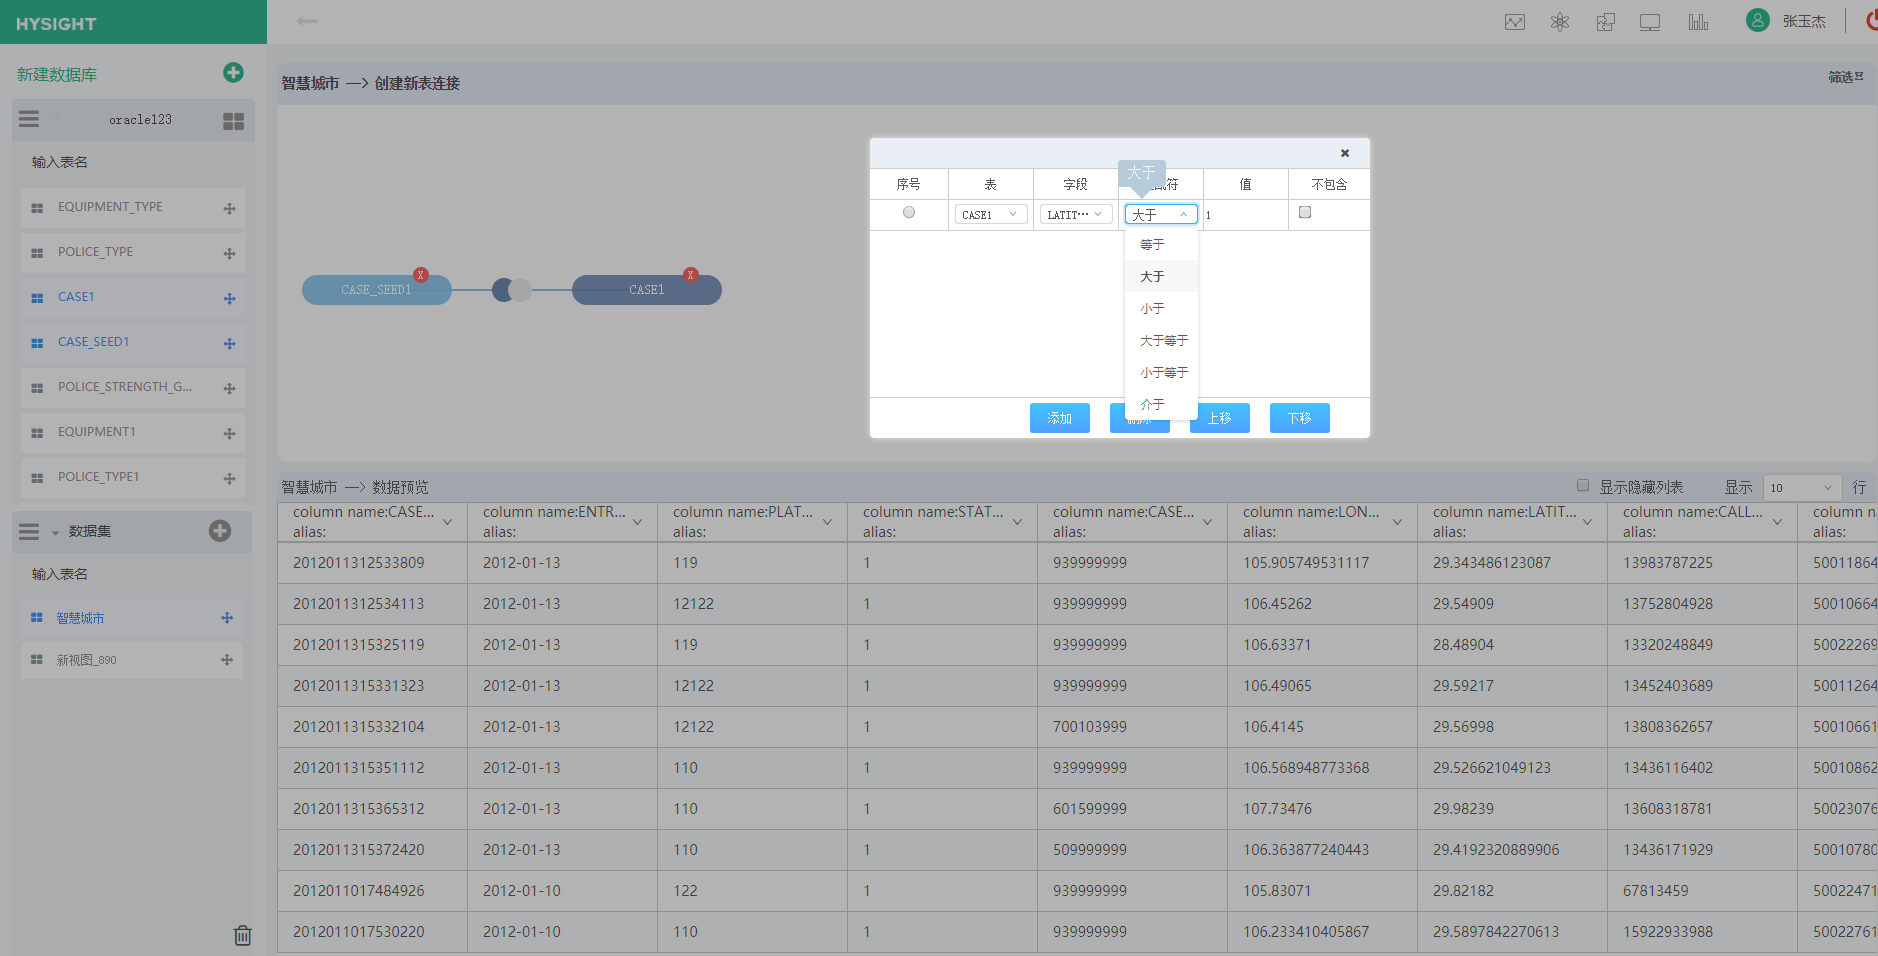 HYSIGHT
张玉杰
新建数据库
oracle123
输入表名
EQUIPMENT_TYPE
POLICE_TYPE
CASE1
CASE_SEED1
POLICE_STRENGTH_G...
EQUIPMENT1
POLICE_TYPE1
数据集
输入表名
智慧城市
新视图_890
智慧城市 —> 创建新表连接
筛选
CASE_SEED1 X
CASE1 X
大于
序号 表 字段 值 不包含
CASE1 LATIT... 大于 1
等于
大于
小于
大于等于
小于等于
介于
添加 上移 下移
智慧城市 —> 数据预览
显示隐藏列表 显示 10 行
column name:CASE... column name:ENTR... column name:PLAT... column name:STAT... column name:CASE... column name:LON... column name:LATIT... column name:CALL... column n
alias: alias: alias: alias: alias: alias: alias: alias: alias:
2012011312533809 2012-01-13 119 1 939999999 105.905749531117 29.343486123087 13983787225 50011864
2012011312534113 2012-01-13 12122 1 939999999 106.45262 29.54909 13752804928 50010664
2012011315325119 2012-01-13 119 1 939999999 106.63371 28.48904 13320248849 50022269
2012011315331323 2012-01-13 12122 1 939999999 106.49065 29.59217 13452403689 50011264
2012011315332104 2012-01-13 12122 1 700103999 106.4145 29.56998 13808362657 50010661
2012011315351112 2012-01-13 110 1 939999999 106.568948773368 29.526621049123 13436116402 50010862
2012011315365312 2012-01-13 110 1 601599999 107.73476 29.98239 13608318781 50023076
2012011315372420 2012-01-13 110 1 509999999 106.363877240443 29.4192320889906 13436171929 50010780
2012011017484926 2012-01-10 122 1 939999999 105.83071 29.82182 67813459 50022471
2012011017530220 2012-01-10 110 1 939999999 106.233410405867 29.5897842270613 15922933988 50022761